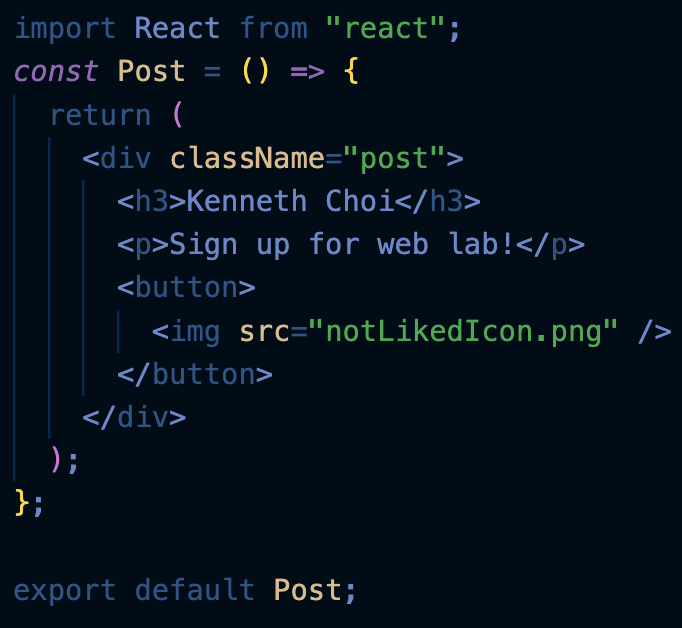 import React from "react";
const Post = () => {
  return (
    <div className="post">
      <h3>Kenneth Choi</h3>
      <p>Sign up for web lab!</p>
      <button>
        <img src="notLikedIcon.png" />
      </button>
    </div>
  );
};

export default Post;